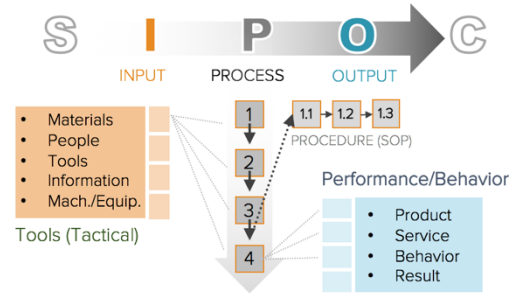 S I P O C
INPUT PROCESS OUTPUT
• Materials
• People
• Tools
• Information
• Mach./Equip.
Tools (Tactical)
1
2
3
4
1.1 1.2 1.3
PROCEDURE (SOP)
Performance/Behavior
• Product
• Service
• Behavior
• Result